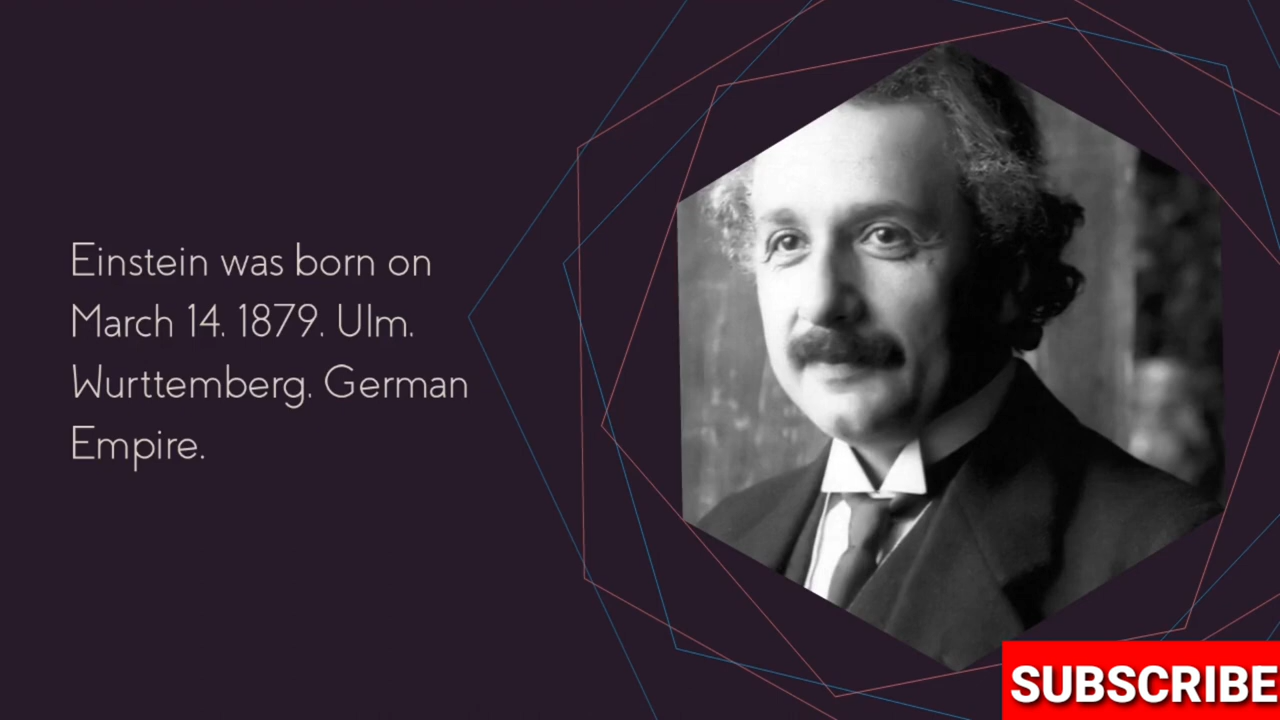 Einstein was born on
March 14. 1879. Ulm.
Wurttemberg. German
Empire.
SUBSCRIBE